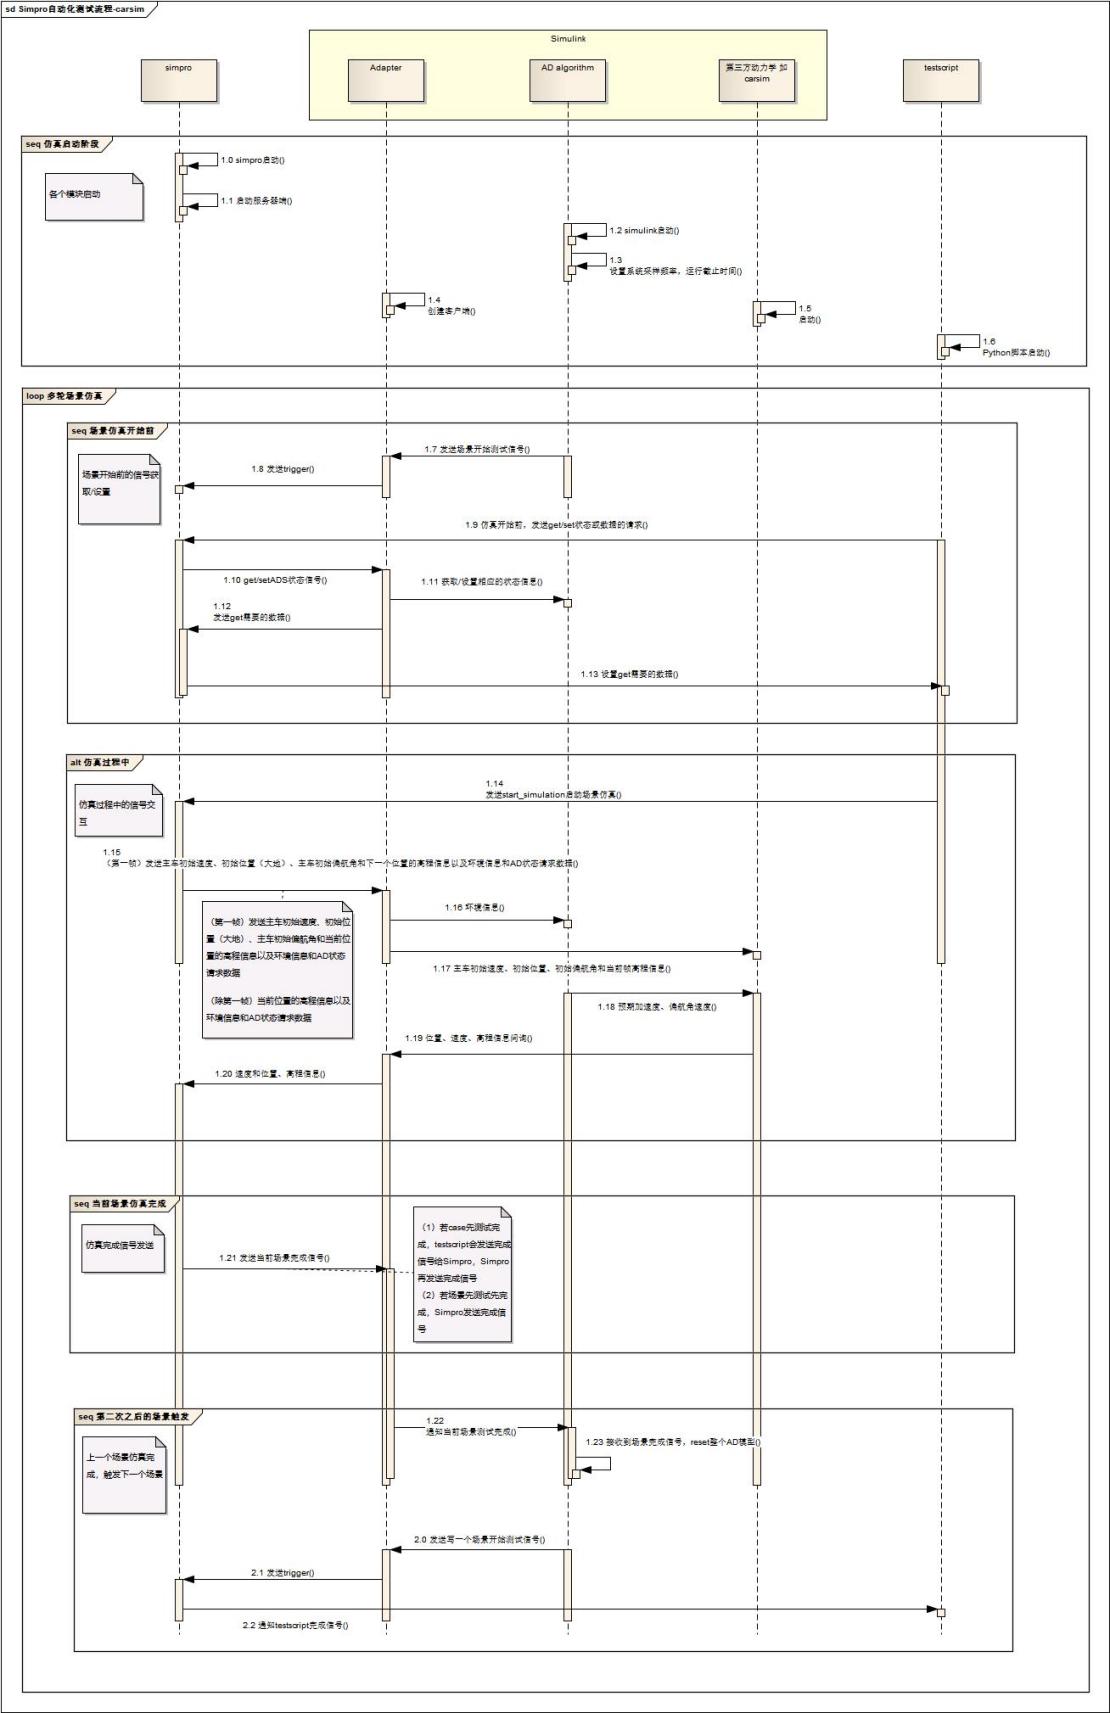 sd Simpro自动化测试流程-carsim
Simulink
simpro
Adapter
AD algorithm
第三方动力学 如
carsim
testscript
seq 仿真启动阶段
各个模块启动
1.0 simpro启动()
1.1 启动服务器端()
1.2 simulink启动()
1.3
设置系统采样频率，运行截止时间()
1.4
创建客户端()
1.5
启动()
1.6
Python脚本启动()
loop 多轮场景仿真
seq 场景仿真开始前
场景开始前的信号获
取/设置
1.7 发送场景开始测试信号()
1.8 发送trigger()
1.9 仿真开始前，发送get/set状态或数据的请求()
1.10 get/setADS状态信号()
1.11 获取/设置相应的状态信息()
1.12
发送get需要的数据()
1.13 设置get需要的数据()
alt 仿真过程中
仿真过程中的信号交
互
1.14
发送start_simulation启动场景仿真()
1.15
（第一帧）发送主车初始速度、初始位置（大地）、主车初始偏航角和下一个位置的高程信息以及环境信息和AD状态请求数据()
（第一帧）发送主车初始速度、初始位
置（大地）、主车初始偏航角和当前位
置的高程信息以及环境信息和AD状态
请求数据
（除第一帧）当前位置的高程信息以及
环境信息和AD状态请求数据
1.16 环境信息()
1.17 主车初始速度、初始位置、初始偏航角和当前帧高程信息()
1.18 预期加速度、偏航角速度()
1.19 位置、速度、高程信息问询()
1.20 速度和位置、高程信息()
seq 当前场景仿真完成
仿真完成信号发送
1.21 发送当前场景完成信号()
（1）若case先测试完
成，testscript会发送完成
信号给Simpro，Simpro
再发送完成信号
（2）若场景先测试先完
成，Simpro发送完成信
号
seq 第二次之后的场景触发
上一个场景仿真完
成，触发下一个场景
1.22
通知当前场景测试完成()
1.23 接收到场景完成信号，reset整个AD模型()
2.0 发送写一个场景开始测试信号()
2.1 发送trigger()
2.2 通知testscript完成信号()